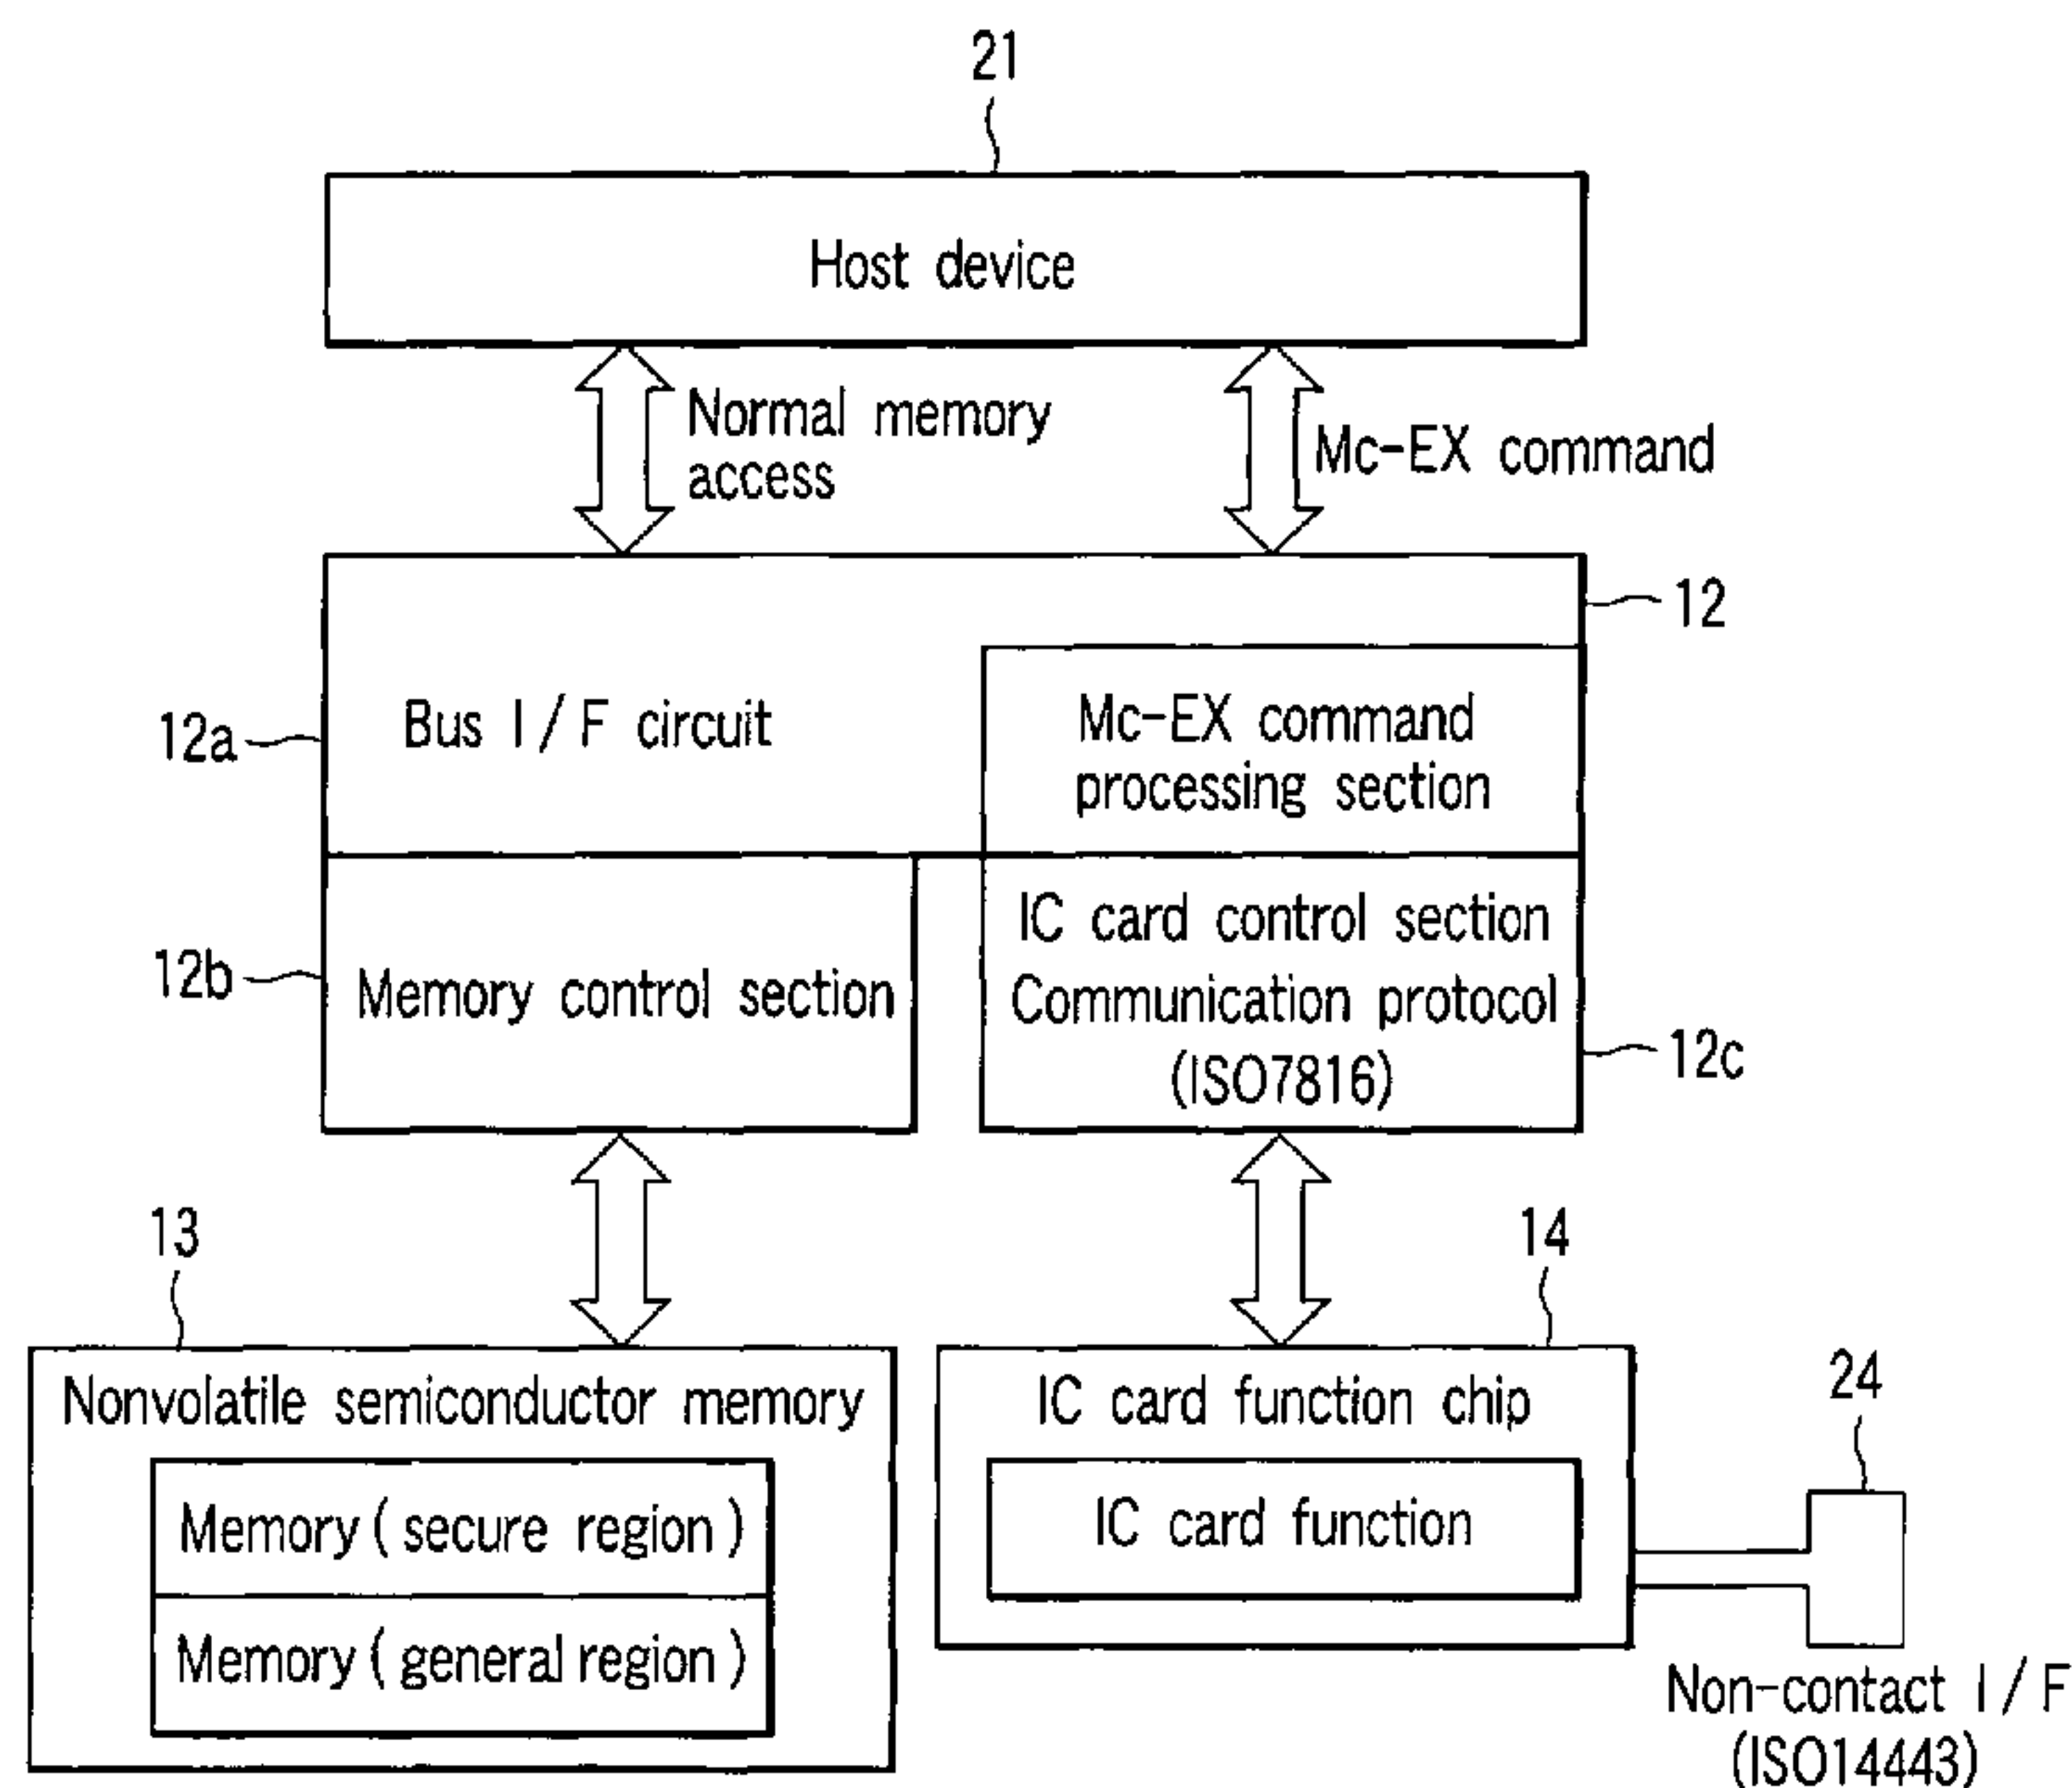 21
Host device
Normal memory
access
Mc-EX command
12
12a
Bus I/F circuit
Mc-EX command
processing section
12b
Memory control section
IC card control section
Communication protocol
(ISO7816)
12c
13
14
Nonvolatile semiconductor memory
Memory (secure region)
Memory (general region)
IC card function chip
IC card function
24
Non-contact I/F
(ISO14443)